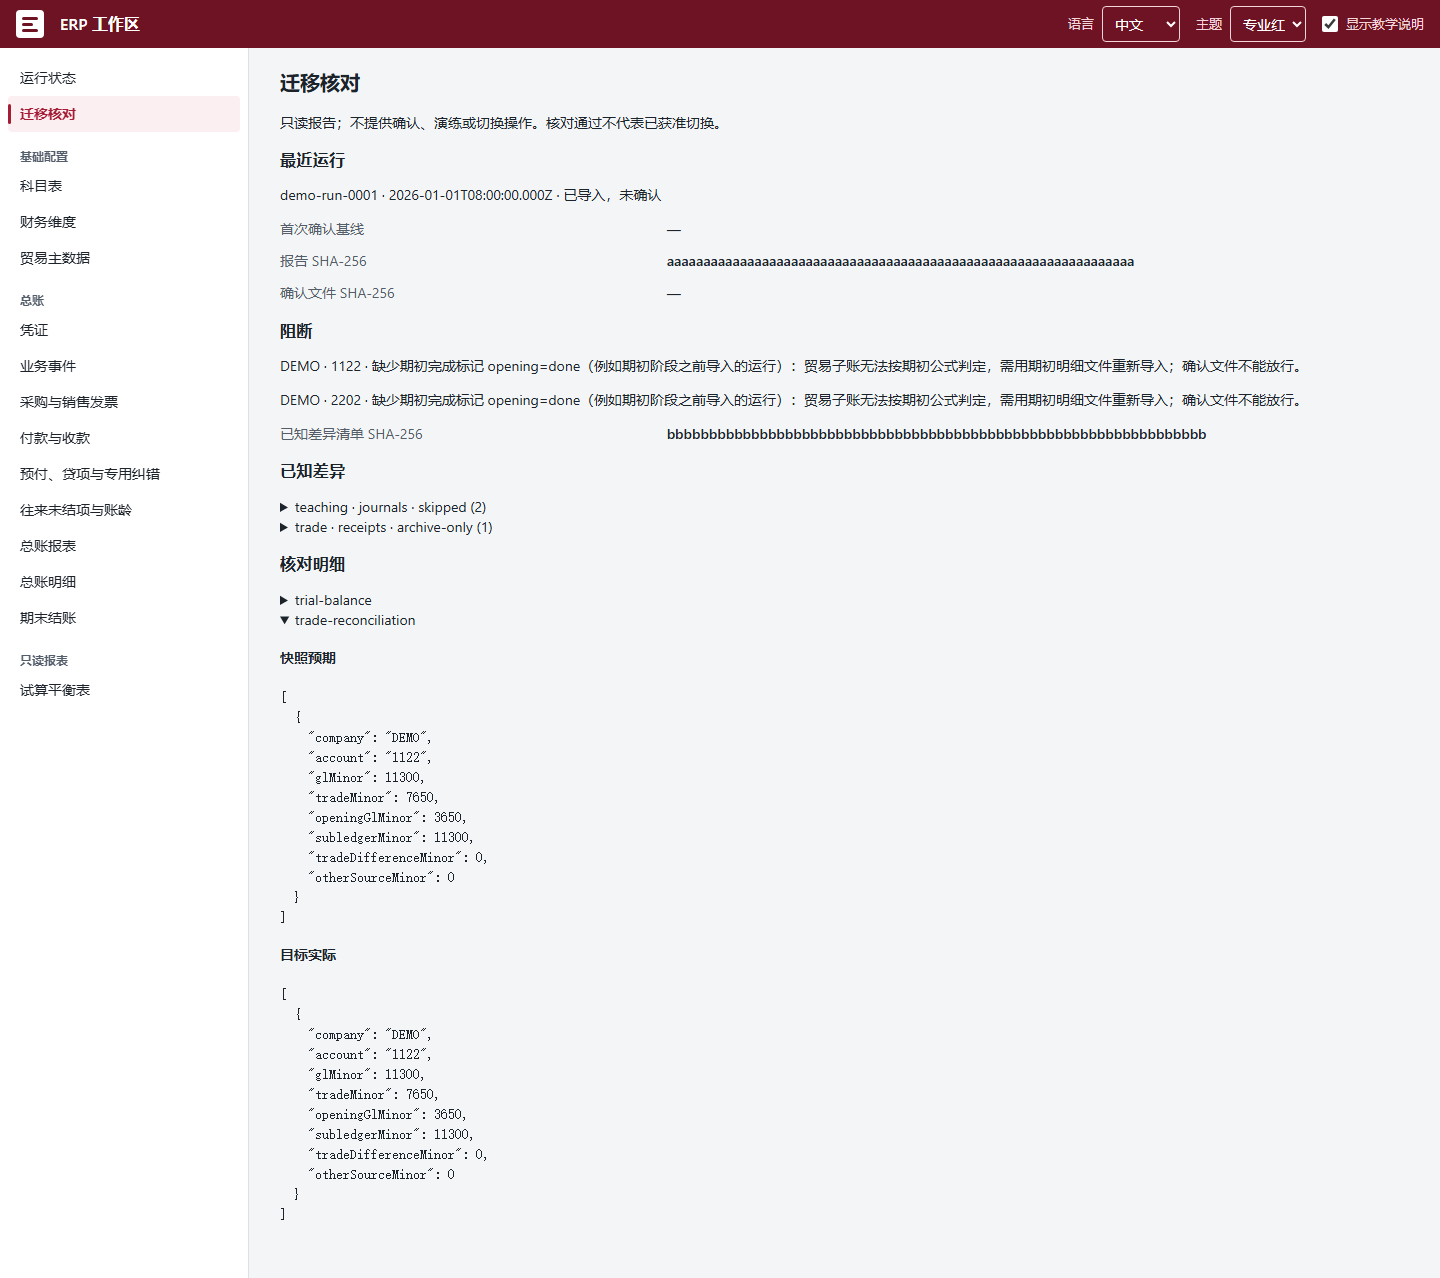 ERP 工作区
语言 中文 主题 专业红 显示教学说明
运行状态
迁移核对
基础配置
科目表
财务维度
贸易主数据
总账
凭证
业务事件
采购与销售发票
付款与收款
预付、贷项与专用纠错
往来未结项与账龄
总账报表
总账明细
期末结账
只读报表
试算平衡表
迁移核对
只读报告；不提供确认、演练或切换操作。核对通过不代表已获准切换。
最近运行
demo-run-0001 · 2026-01-01T08:00:00.000Z · 已导入，未确认
首次确认基线 —
报告 SHA-256 aaaaaaaaaaaaaaaaaaaaaaaaaaaaaaaaaaaaaaaaaaaaaaaaaaaaaaaaaaaaaaaa
确认文件 SHA-256 —
阻断
DEMO · 1122 · 缺少期初完成标记 opening=done（例如期初阶段之前导入的运行）：贸易子账无法按期初公式判定，需用期初明细文件重新导入；确认文件不能放行。
DEMO · 2202 · 缺少期初完成标记 opening=done（例如期初阶段之前导入的运行）：贸易子账无法按期初公式判定，需用期初明细文件重新导入；确认文件不能放行。
已知差异清单 SHA-256 bbbbbbbbbbbbbbbbbbbbbbbbbbbbbbbbbbbbbbbbbbbbbbbbbbbbbbbbbbbbbbbb
已知差异
▶ teaching · journals · skipped (2)
▶ trade · receipts · archive-only (1)
核对明细
▶ trial-balance
▼ trade-reconciliation
快照预期
[
{
"company": "DEMO",
"account": "1122",
"glMinor": 11300,
"tradeMinor": 7650,
"openingGlMinor": 3650,
"subledgerMinor": 11300,
"tradeDifferenceMinor": 0,
"otherSourceMinor": 0
}
]
目标实际
[
{
"company": "DEMO",
"account": "1122",
"glMinor": 11300,
"tradeMinor": 7650,
"openingGlMinor": 3650,
"subledgerMinor": 11300,
"tradeDifferenceMinor": 0,
"otherSourceMinor": 0
}
]